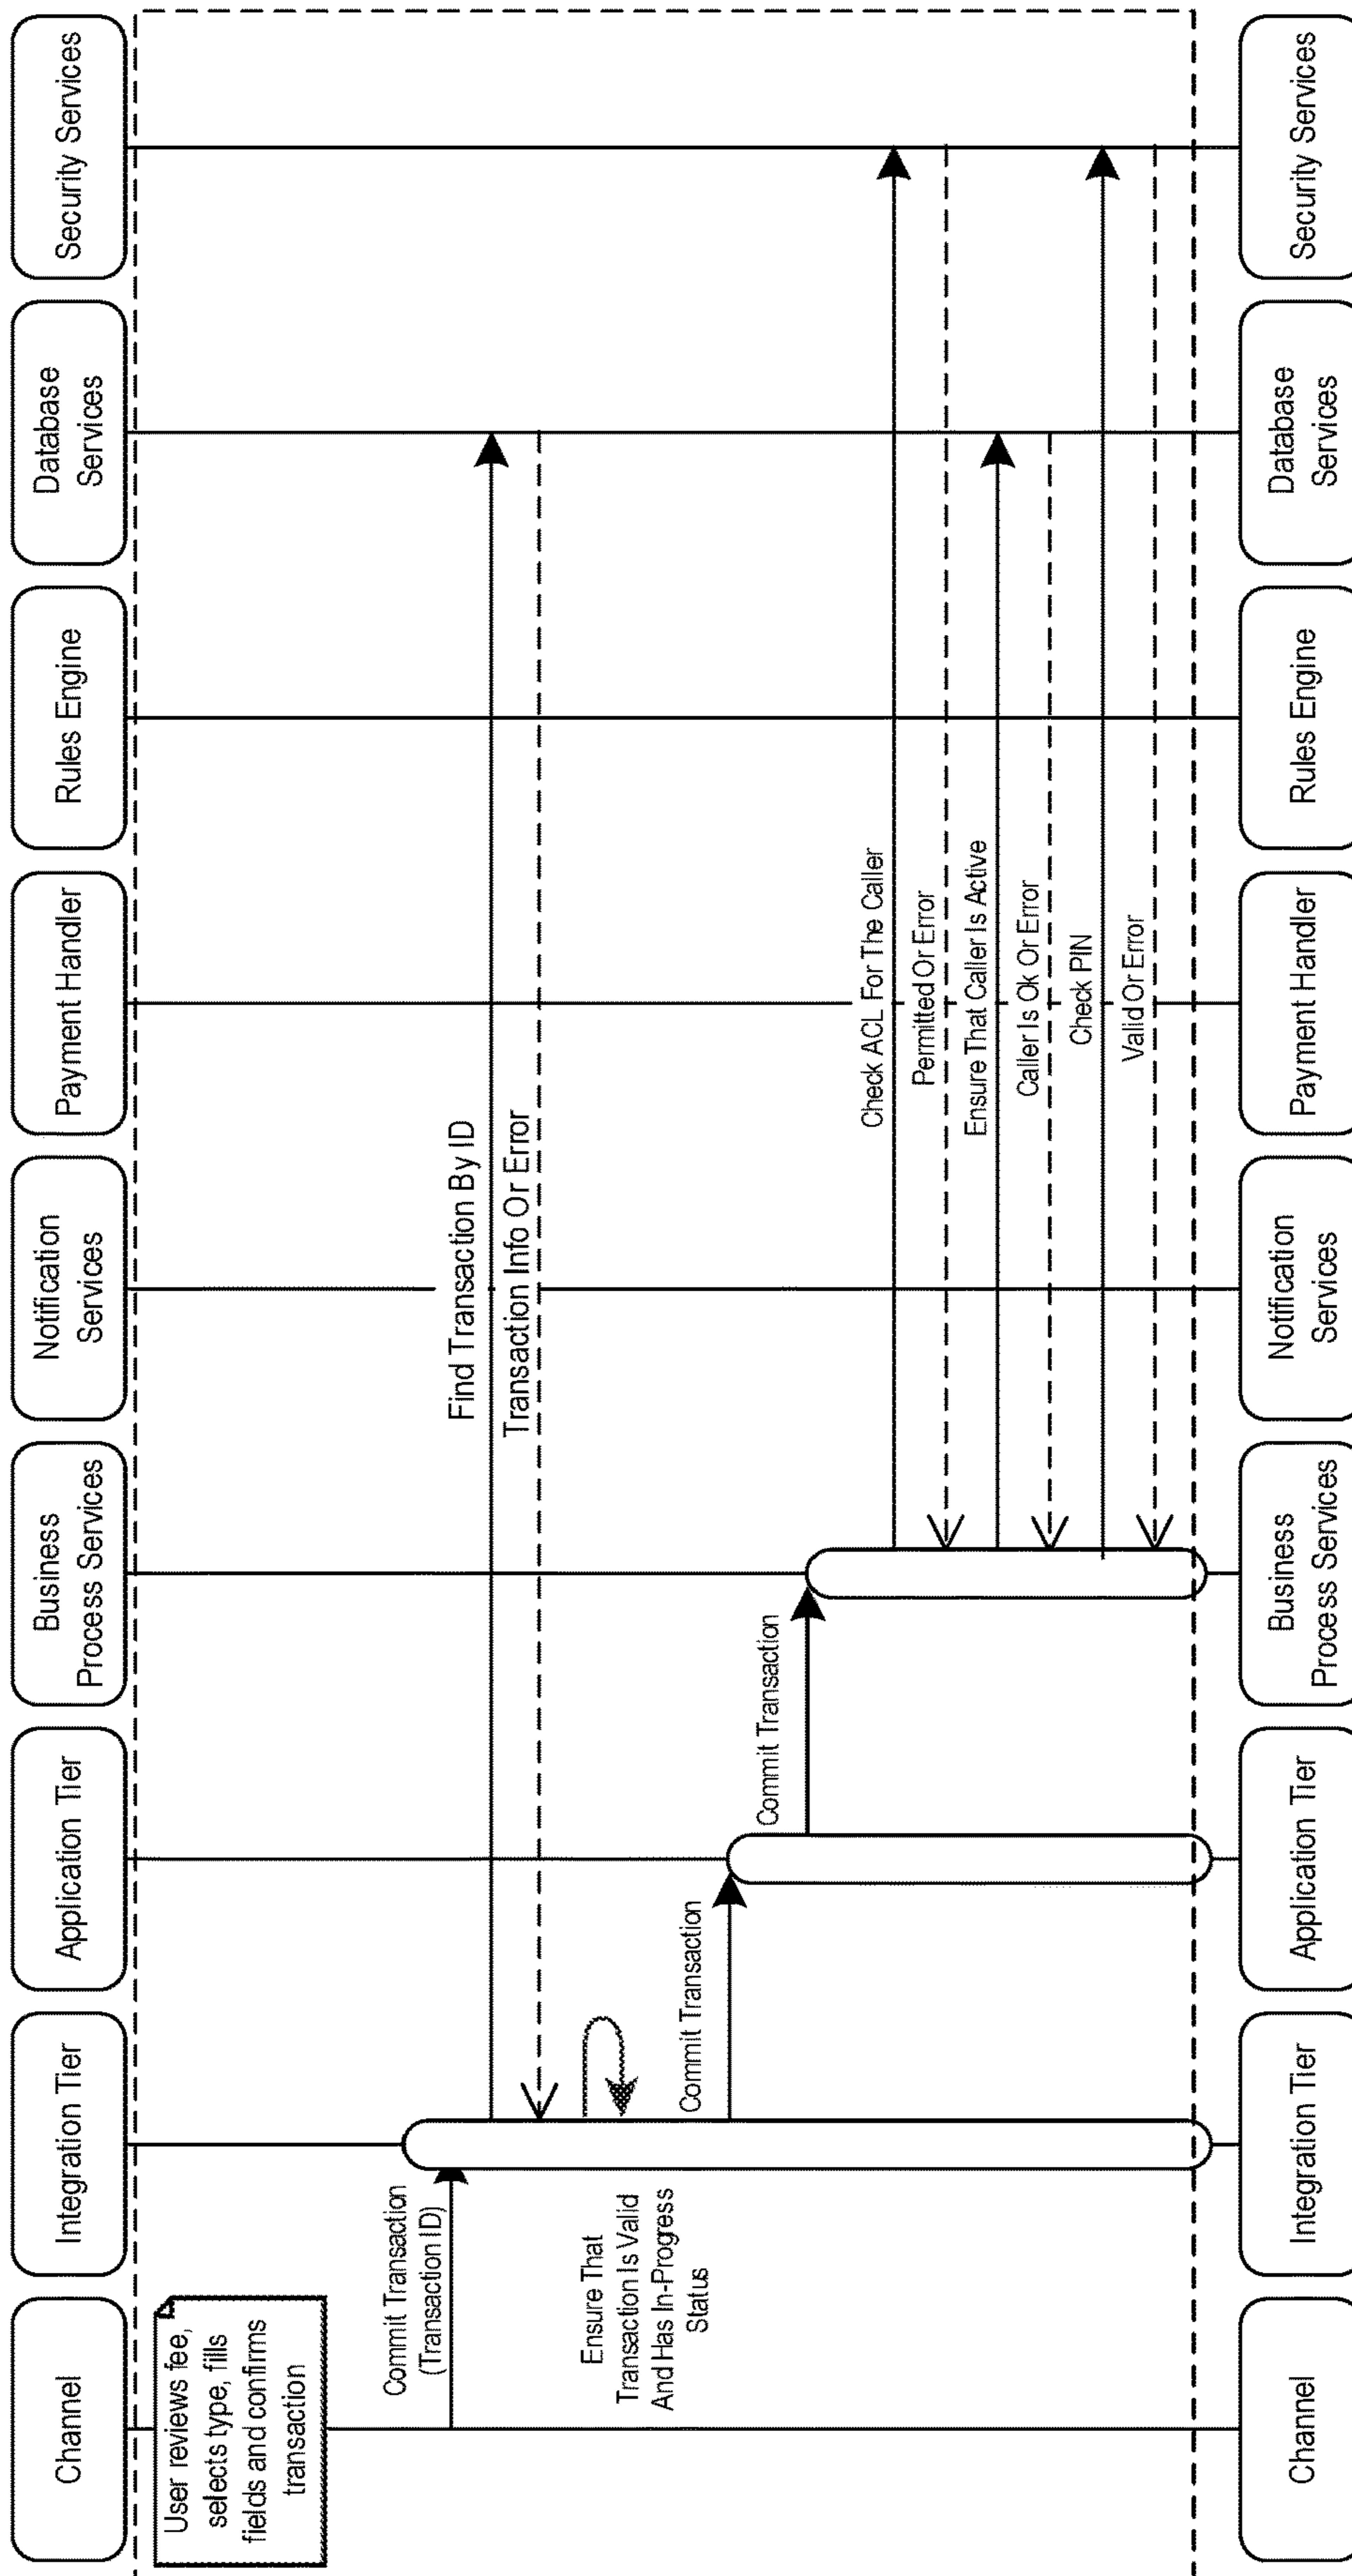 Channel
Integration Tier
Application Tier
Business
Process Services
Notification
Services
Payment Handler
Rules Engine
Database
Services
Security Services
User reviews fee,
selects type, fills
fields and confirms
transaction
Commit Transaction
(Transaction ID)
Find Transaction By ID
Transaction Info Or Error
Ensure That
Transaction Is Valid
And Has In-Progress
Status
Commit Transaction
Commit Transaction
Check ACL For The Caller
Permitted Or Error
Ensure That Caller Is Active
Caller Is Ok Or Error
Check PIN
Valid Or Error
Channel
Integration Tier
Application Tier
Business
Process Services
Notification
Services
Payment Handler
Rules Engine
Database
Services
Security Services